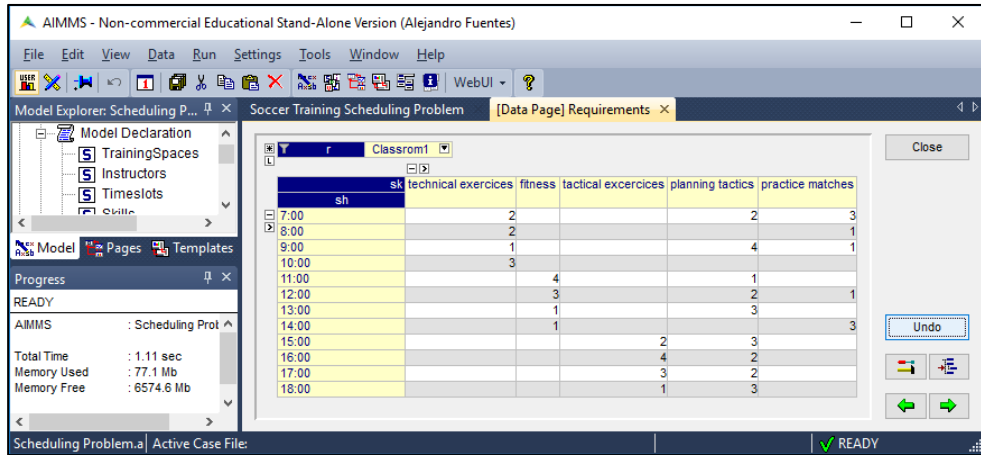 AIMMS - Non-commercial Educational Stand-Alone Version (Alejandro Fuentes)
File Edit View Data Run Settings Tools Window Help
USER 1 WebUI
Model Explorer: Scheduling P...
Soccer Training Scheduling Problem [Data Page] Requirements
Model Declaration
S TrainingSpaces
S Instructors
S Timeslots
Model Pages Templates
Progress
READY
AIMMS : Scheduling Prot
Total Time : 1.11 sec
Memory Used : 77.1 Mb
Memory Free : 6574.6 Mb
r Classrom1
sk technical exercices fitness tactical excercices planning tactics practice matches
sh
7:00 2 2 3
8:00 2 1
9:00 1 4 1
10:00 3
11:00 4 1
12:00 3 2 1
13:00 1 3
14:00 1 3
15:00 2 3
16:00 4 2
17:00 3 2
18:00 1 3
Close
Undo
Scheduling Problem.a Active Case File:
READY